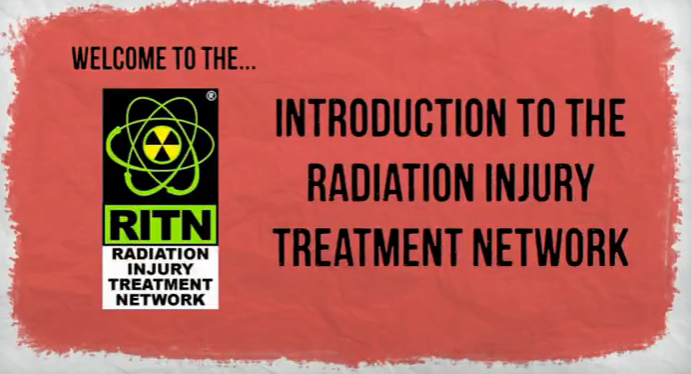 WELCOME TO THE...
®
RITN
RADIATION
INJURY
TREATMENT
NETWORK
INTRODUCTION TO THE
RADIATION INJURY
TREATMENT NETWORK